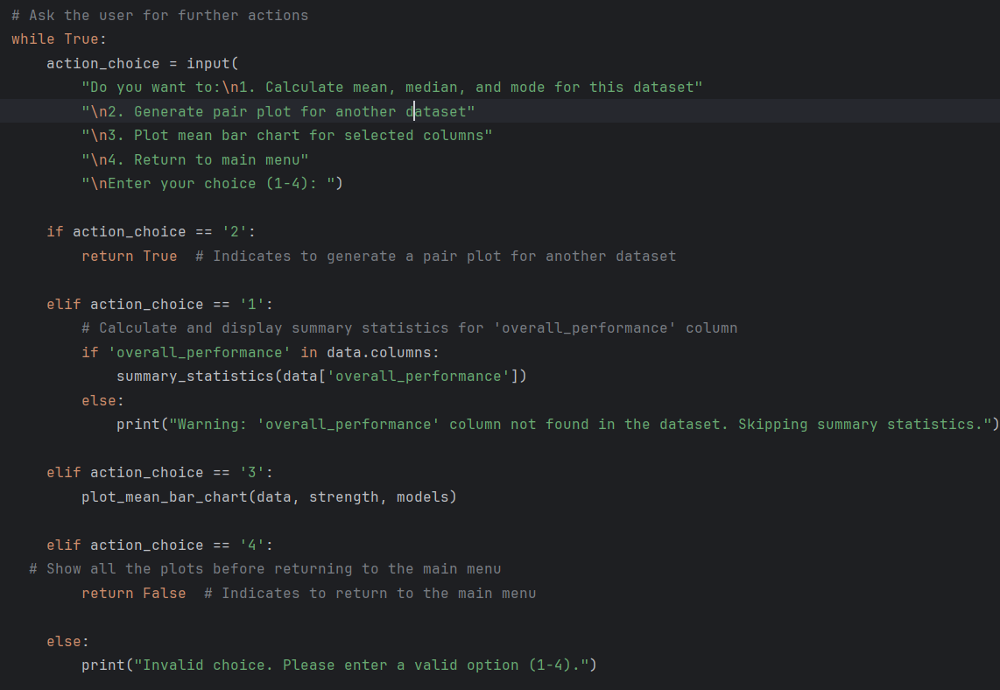 # Ask the user for further actions
while True:
    action_choice = input(
        "Do you want to:\n1. Calculate mean, median, and mode for this dataset"
        "\n2. Generate pair plot for another dataset"
        "\n3. Plot mean bar chart for selected columns"
        "\n4. Return to main menu"
        "\nEnter your choice (1-4): ")

    if action_choice == '2':
        return True  # Indicates to generate a pair plot for another dataset

    elif action_choice == '1':
        # Calculate and display summary statistics for 'overall_performance' column
        if 'overall_performance' in data.columns:
            summary_statistics(data['overall_performance'])
        else:
            print("Warning: 'overall_performance' column not found in the dataset. Skipping summary statistics.")

    elif action_choice == '3':
        plot_mean_bar_chart(data, strength, models)

    elif action_choice == '4':
  # Show all the plots before returning to the main menu
        return False  # Indicates to return to the main menu

    else:
        print("Invalid choice. Please enter a valid option (1-4).")